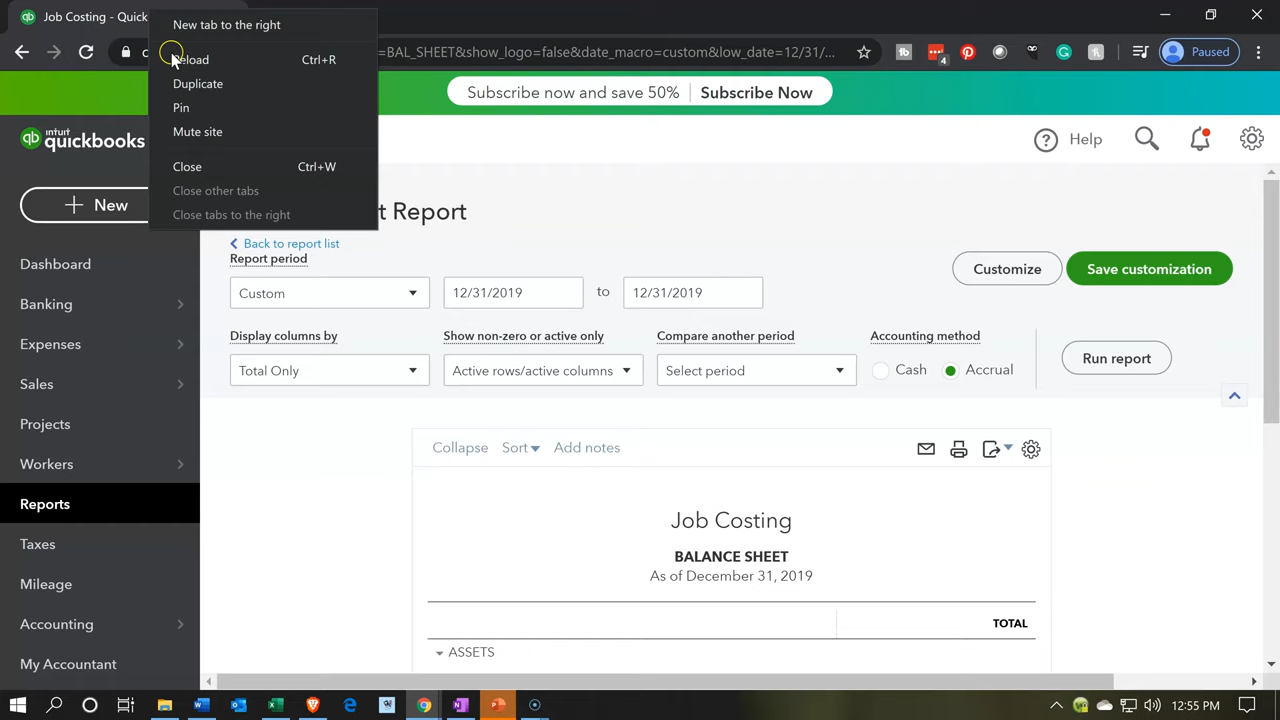 Job Costing - Quick
New tab to the right
Reload Ctrl+R
Duplicate
Pin
Mute site
Close Ctrl+W
Close other tabs
Close tabs to the right
=BAL_SHEET&show_logo=false&date_macro=custom&low_date=12/31/...
4
Paused
Subscribe now and save 50% Subscribe Now
qb intuit quickbooks
Help
+ New
Dashboard
Banking
Expenses
Sales
Projects
Workers
Reports
Taxes
Mileage
Accounting
My Accountant
t Report
Back to report list
Report period
Custom 12/31/2019 to 12/31/2019
Customize
Save customization
Display columns by Show non-zero or active only Compare another period Accounting method
Total Only Active rows/active columns Select period Cash Accrual
Run report
Collapse Sort Add notes
Job Costing
BALANCE SHEET
As of December 31, 2019
TOTAL
ASSETS
12:55 PM